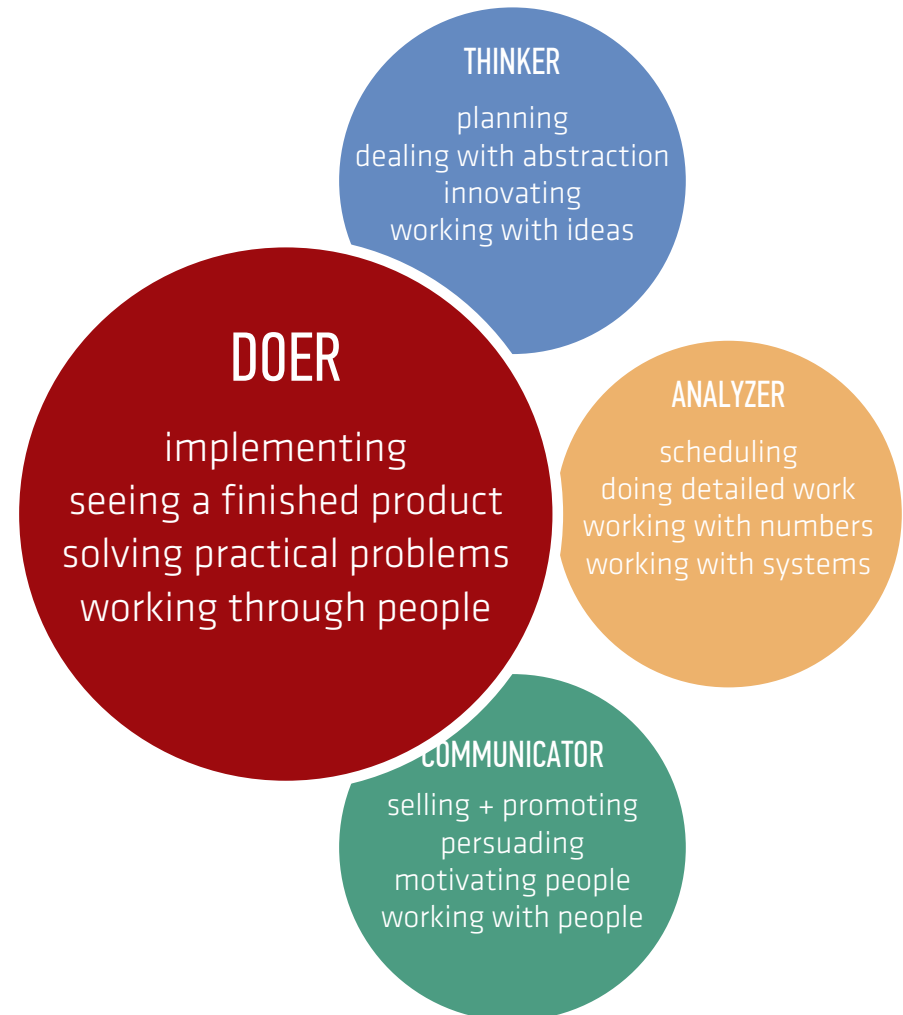 THINKER
planning
dealing with abstraction
innovating
working with ideas
DOER
implementing
seeing a finished product
solving practical problems
working through people
ANALYZER
scheduling
doing detailed work
working with numbers
working with systems
COMMUNICATOR
selling + promoting
persuading
motivating people
working with people